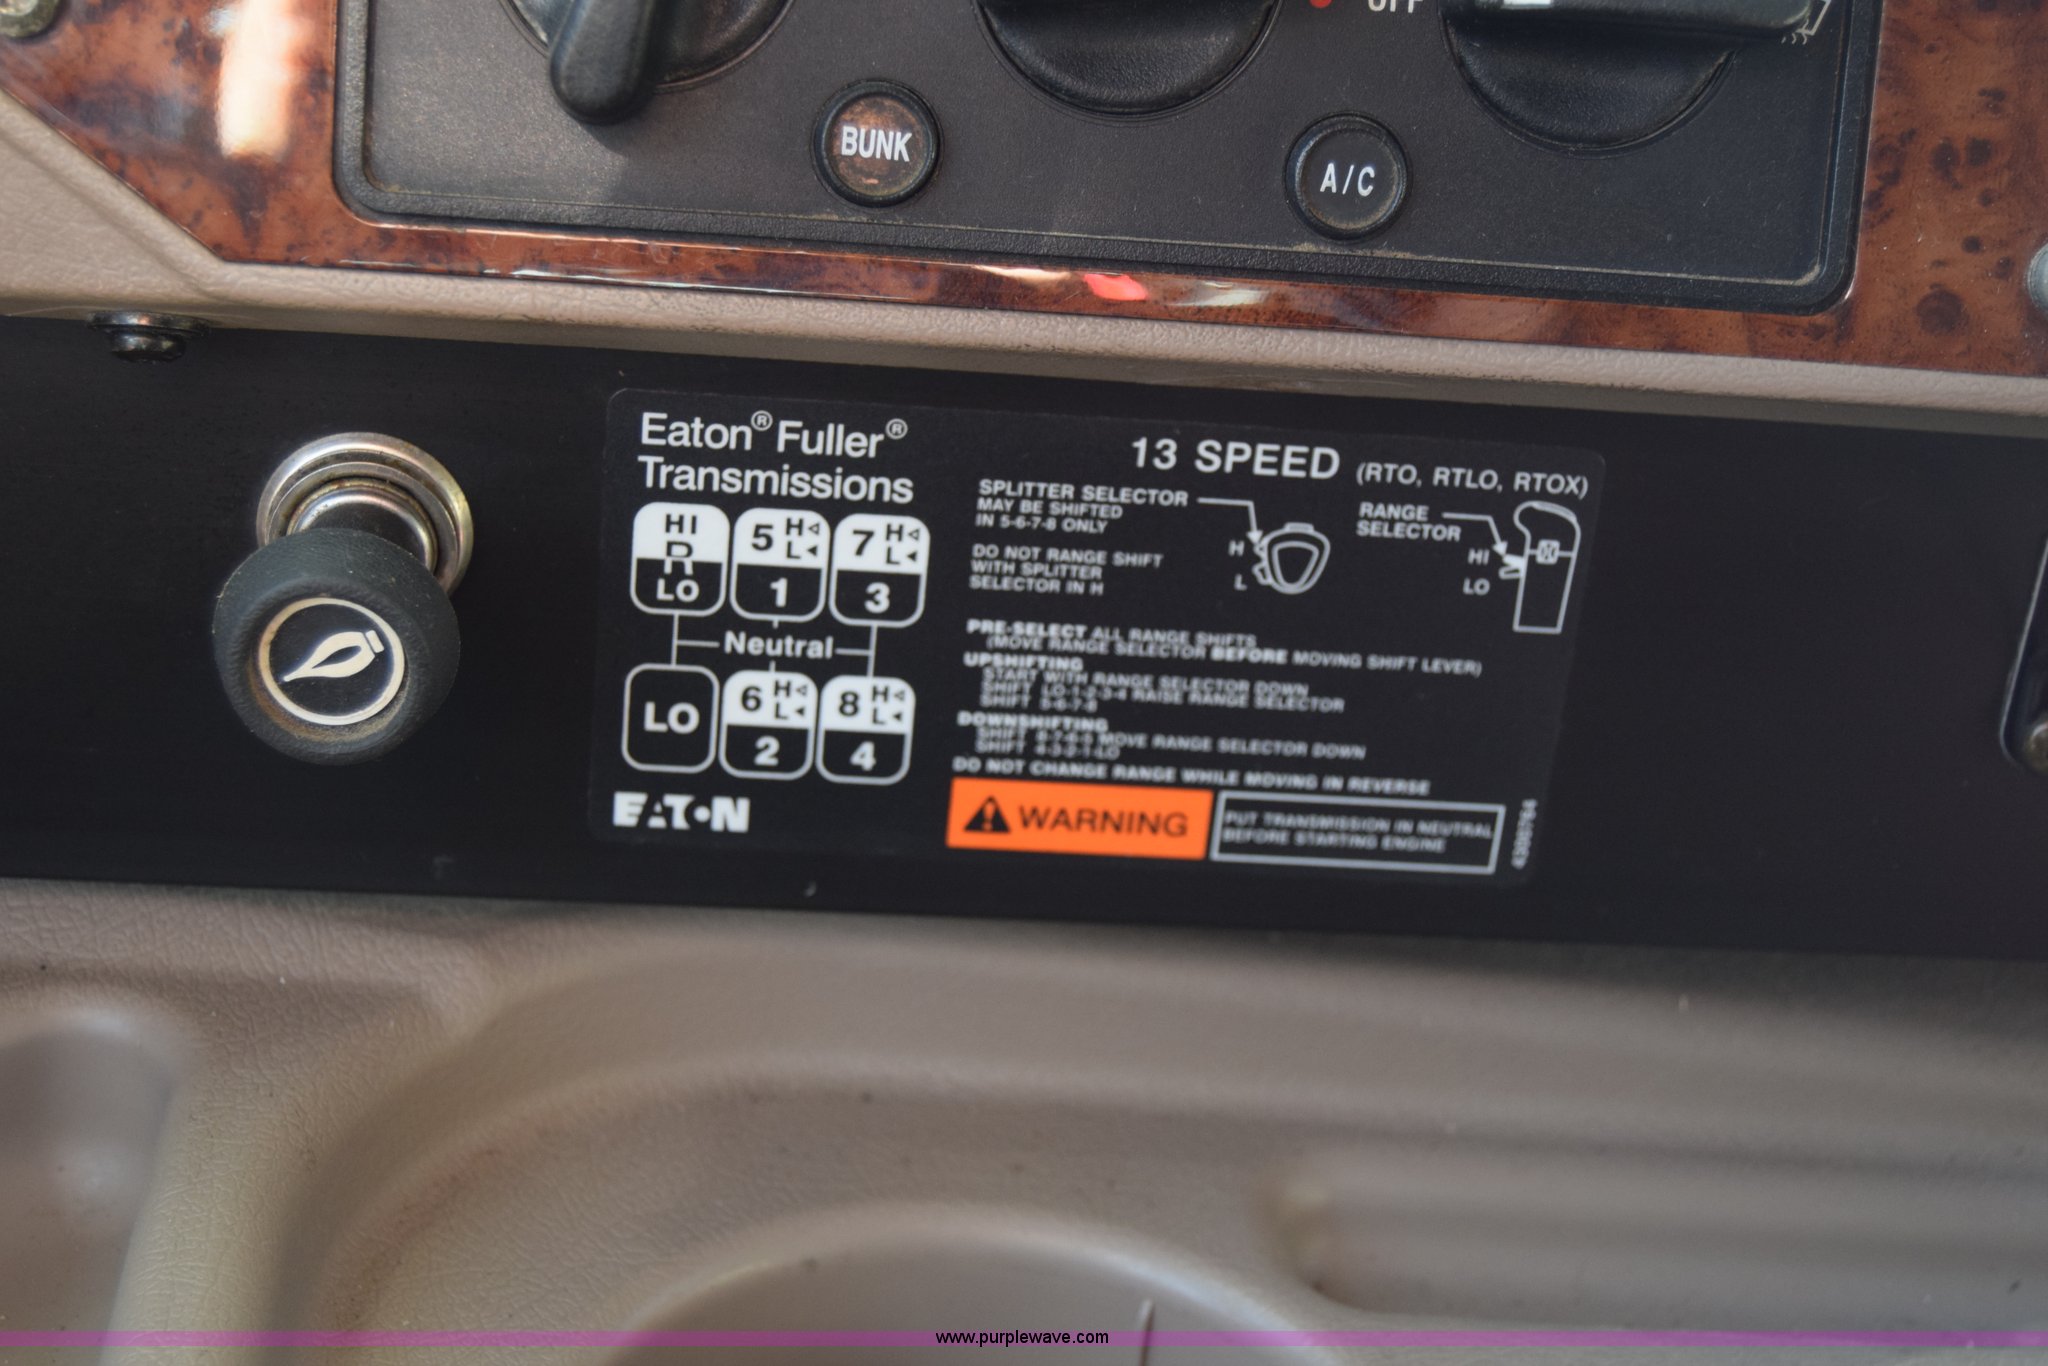 OFF
BUNK
A/C
Eaton® Fuller®
Transmissions
13 SPEED (RTO, RTLO, RTOX)
HI
R
LO
5 H
L
1
7 H
L
3
Neutral
LO
6 H
L
2
8 H
L
4
EATON
SPLITTER SELECTOR
MAY BE SHIFTED
IN 5-6-7-8 ONLY
DO NOT RANGE SHIFT
WITH SPLITTER
SELECTOR IN H
H
L
RANGE
SELECTOR
HI
LO
PRE-SELECT ALL RANGE SHIFTS
(MOVE RANGE SELECTOR BEFORE MOVING SHIFT LEVER)
UPSHIFTING
START WITH RANGE SELECTOR DOWN
SHIFT LO-1-2-3-4 RAISE RANGE SELECTOR
SHIFT 5-6-7-8
DOWNSHIFTING
SHIFT 8-7-6-5 MOVE RANGE SELECTOR DOWN
SHIFT 4-3-2-1-LO
DO NOT CHANGE RANGE WHILE MOVING IN REVERSE
WARNING
PUT TRANSMISSION IN NEUTRAL
BEFORE STARTING ENGINE
www.purplewave.com